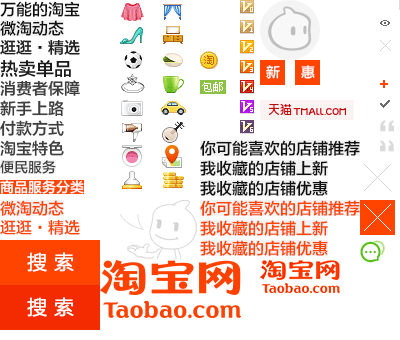 万能的淘宝
微淘动态
逛逛·精选
热卖单品
消费者保障
新手上路
付款方式
淘宝特色
便民服务
商品服务分类
微淘动态
逛逛·精选
搜索
搜索
淘
包邮
新 惠
天猫 TMALL.COM
你可能喜欢的店铺推荐
我收藏的店铺上新
我收藏的店铺优惠
你可能喜欢的店铺推荐
我收藏的店铺上新
我收藏的店铺优惠
淘宝网
Taobao.com
淘宝网
Taobao.com